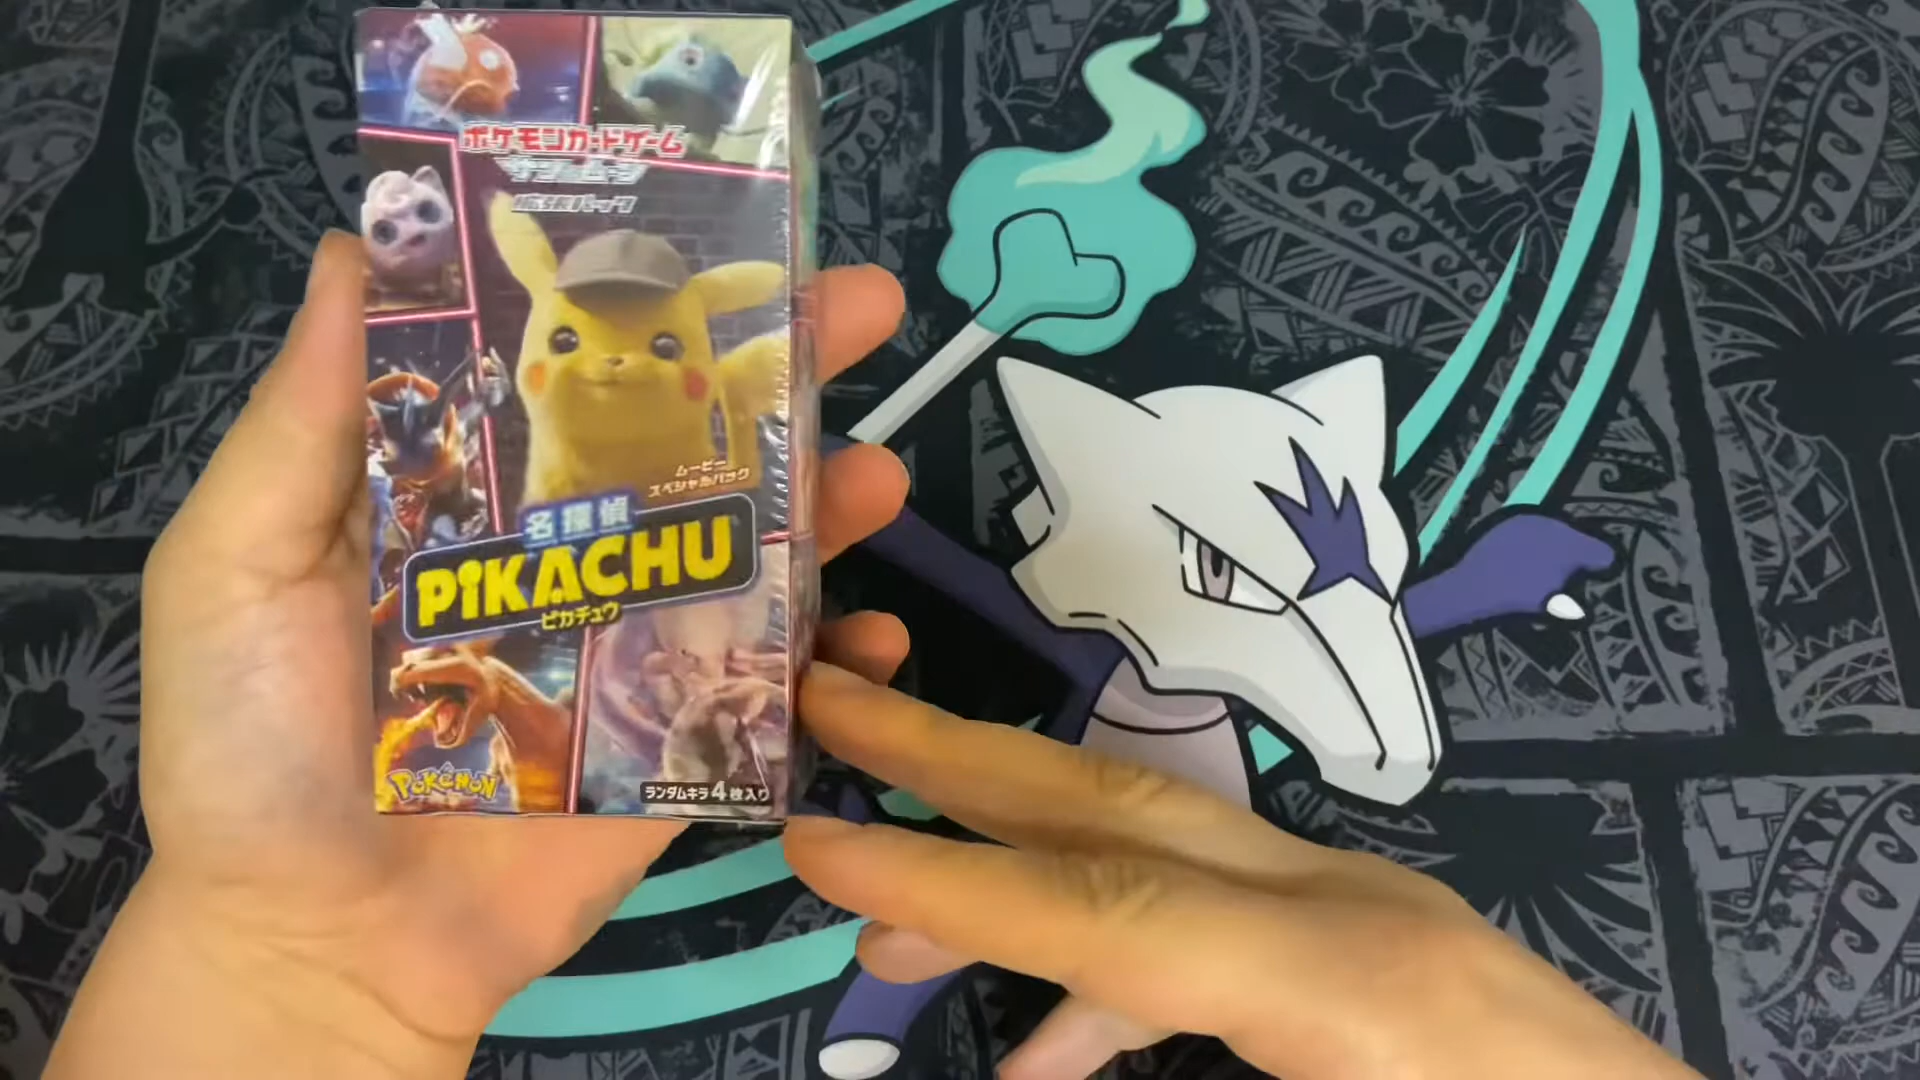 ポケモンカードゲーム
サン&ムーン
拡張パック
ムービー
スペシャルパック
名探偵
PIKACHU
ピカチュウ
POKÉMON
ランダムキラ4枚入り